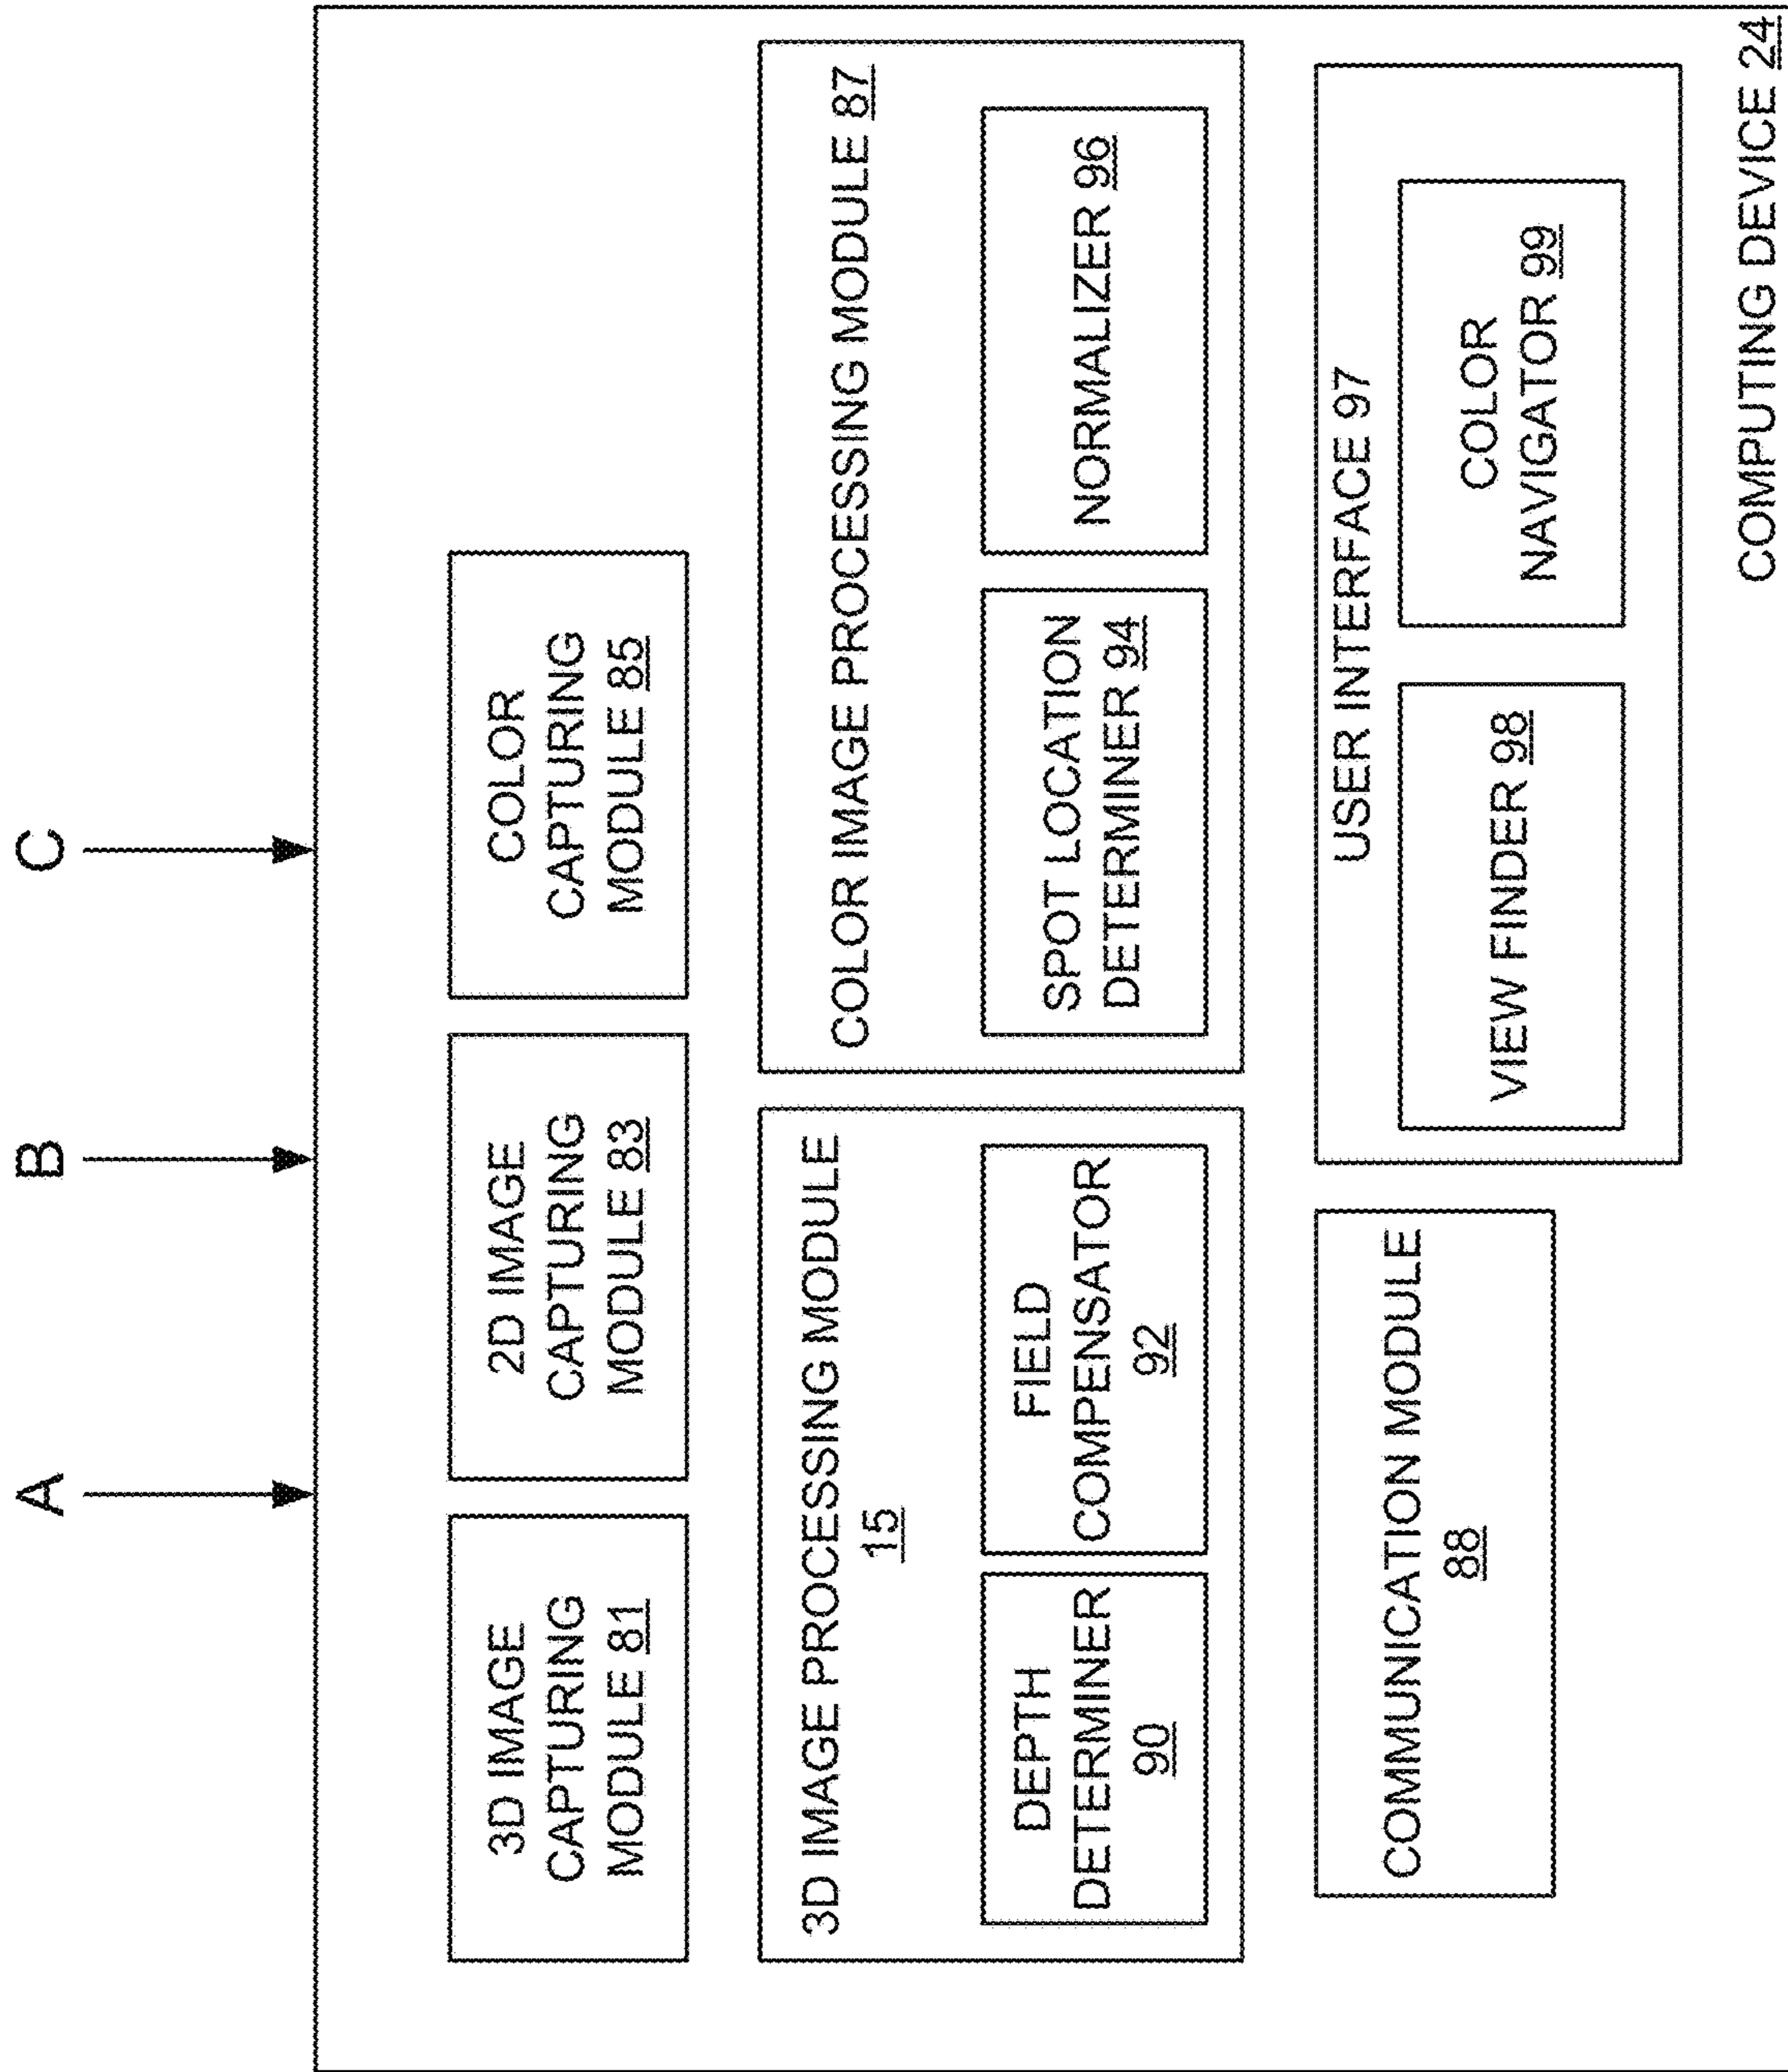 A
B
C
3D IMAGE
CAPTURING
MODULE 81
2D IMAGE
CAPTURING
MODULE 83
COLOR
CAPTURING
MODULE 85
3D IMAGE PROCESSING MODULE
15
DEPTH
DETERMINER
90
FIELD
COMPENSATOR
92
COLOR IMAGE PROCESSING MODULE 87
SPOT LOCATION
DETERMINER 94
NORMALIZER 96
COMMUNICATION MODULE
88
USER INTERFACE 97
VIEW FINDER 98
COLOR
NAVIGATOR 99
COMPUTING DEVICE 24